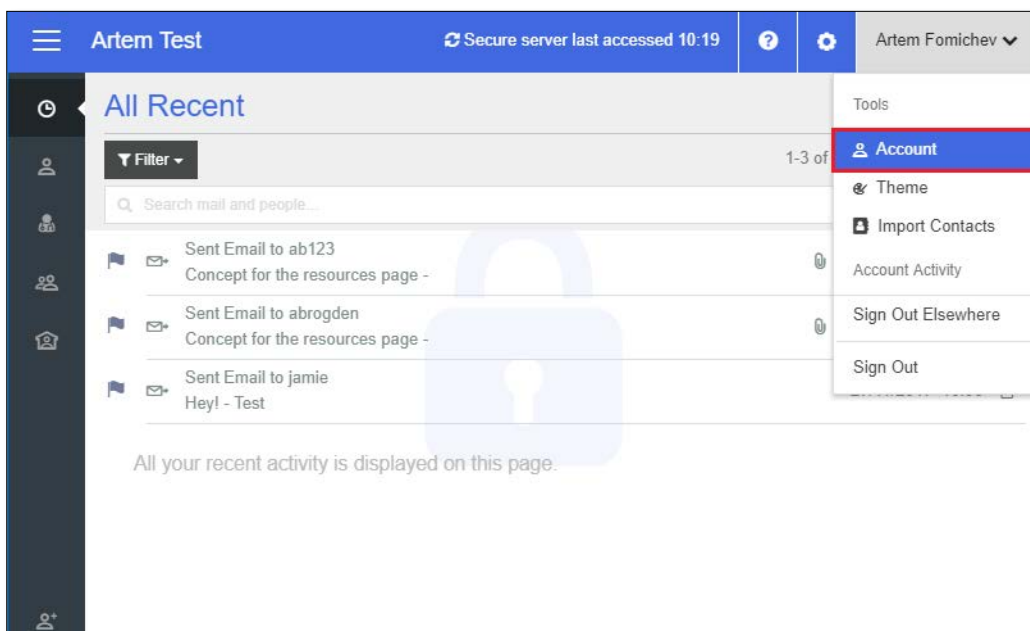 Artem Test
Secure server last accessed 10:19
Artem Fomichev
All Recent
Filter
1-3 of
Search mail and people...
Sent Email to ab123
Concept for the resources page -
Sent Email to abrogden
Concept for the resources page -
Sent Email to jamie
Hey! - Test
All your recent activity is displayed on this page.
Tools
Account
Theme
Import Contacts
Account Activity
Sign Out Elsewhere
Sign Out